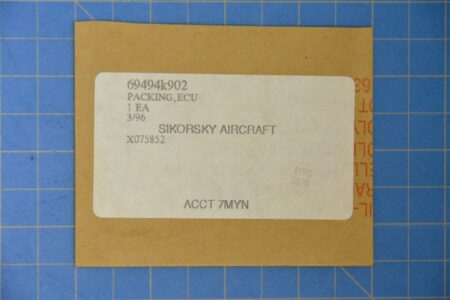 69494k902
PACKING,ECU
1 EA
3/96
SIKORSKY AIRCRAFT
X075852
ACCT 7MYN